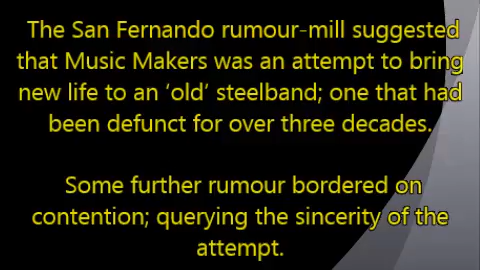 The San Fernando rumour-mill suggested
that Music Makers was an attempt to bring
new life to an ‘old’ steelband; one that had
been defunct for over three decades.
Some further rumour bordered on
contention; querying the sincerity of the
attempt.